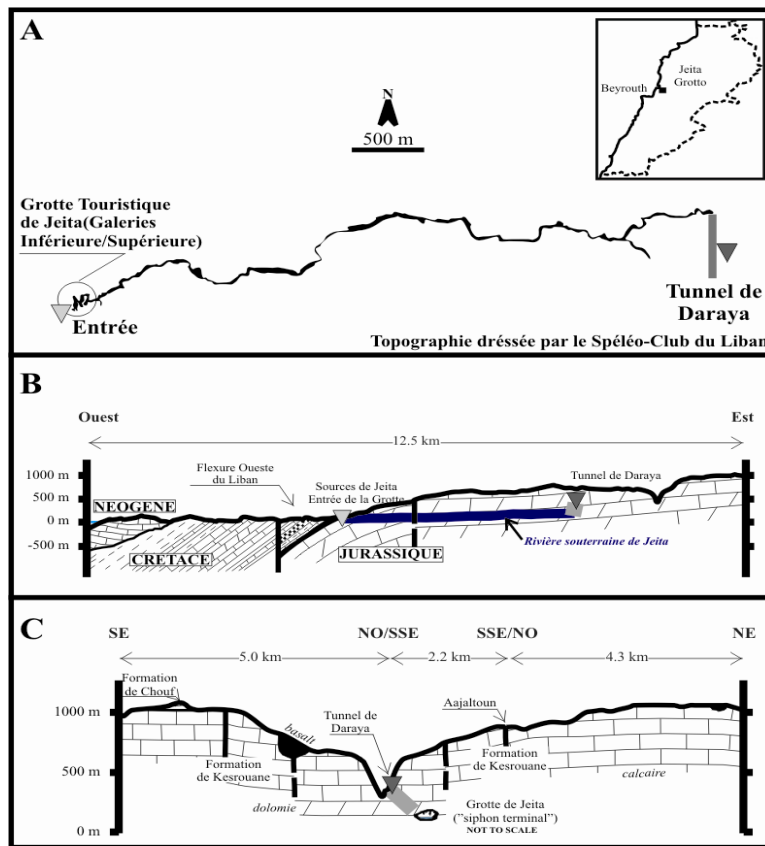 A
Beyrouth
Jeita
Grotto
N
500 m
Grotte Touristique
de Jeita(Galeries
Inférieure/Supérieure)
Entrée
Tunnel de
Daraya
Topographie dréssée par le Spéléo-Club du Liban
B
Ouest
Est
12.5 km
Flexure Oueste
du Liban
Sources de Jeita
Entrée de la Grotte
Tunnel de Daraya
1000 m
500 m
0 m
-500 m
NEOGENE
CRETACE
JURASSIQUE
Rivière souterraine de Jeita
C
SE
NO/SSE
SSE/NO
NE
5.0 km
2.2 km
4.3 km
Formation
de Chouf
1000 m
500 m
0 m
basalt
Tunnel de
Daraya
Aajaltoun
Formation
de Kesrouane
Formation
de Kesrouane
calcaire
dolomie
Grotte de Jeita
("siphon terminal")
NOT TO SCALE